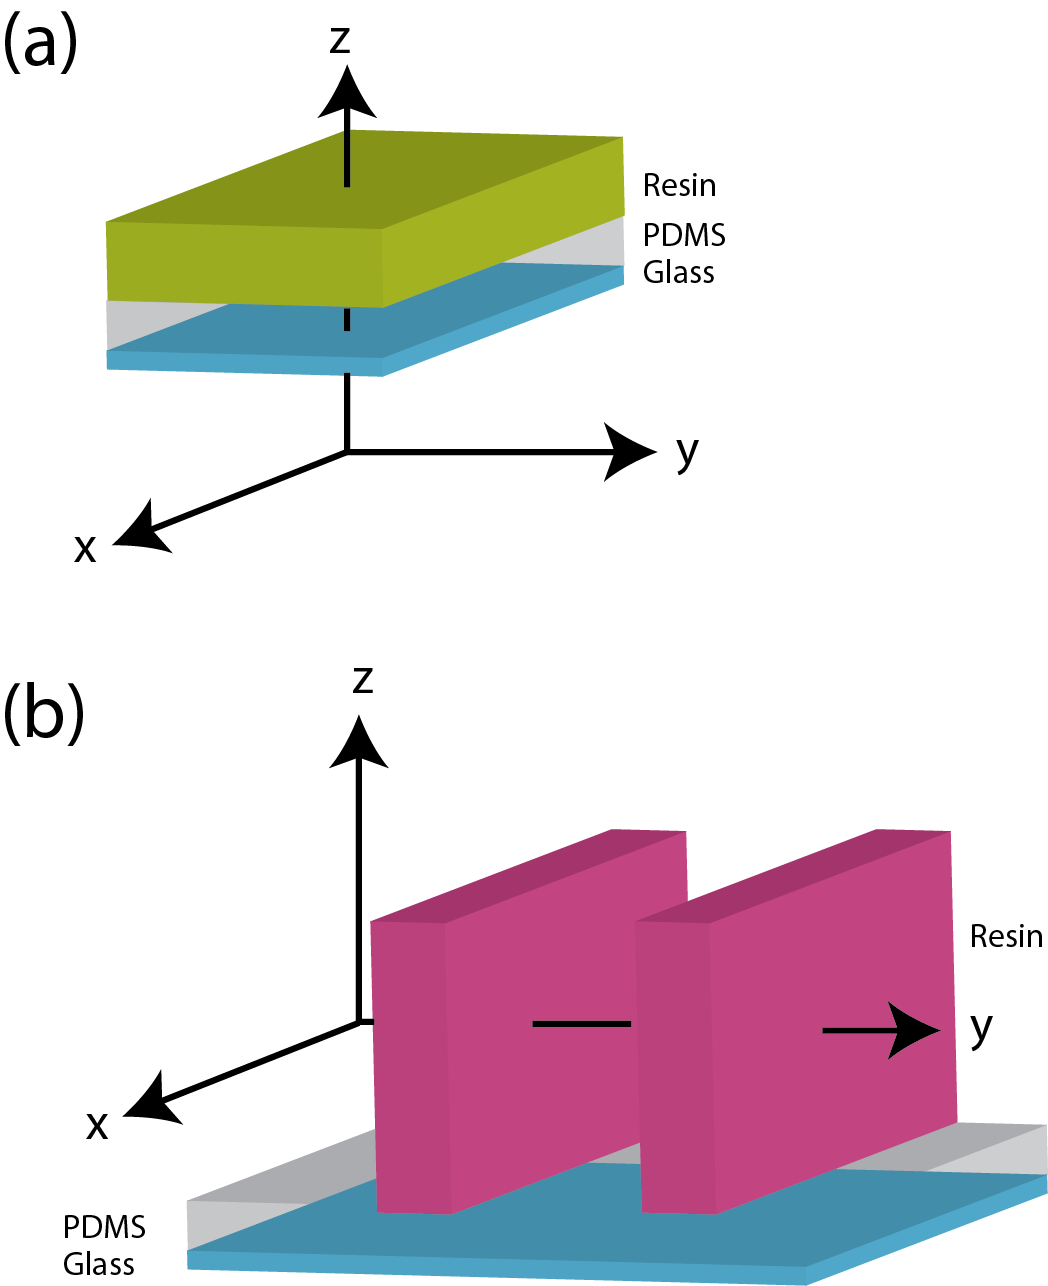 (a)
z
Resin
PDMS
Glass
y
x
(b)
z
Resin
y
x
PDMS
Glass